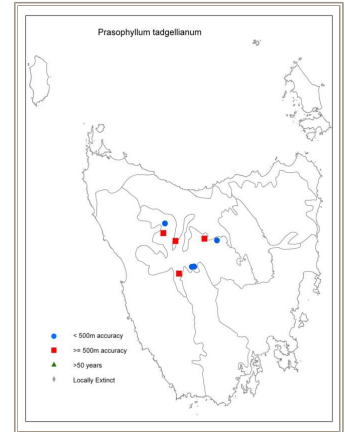 Prasophyllum tadgellianum
< 500m accuracy
>= 500m accuracy
>50 years
Locally Extinct